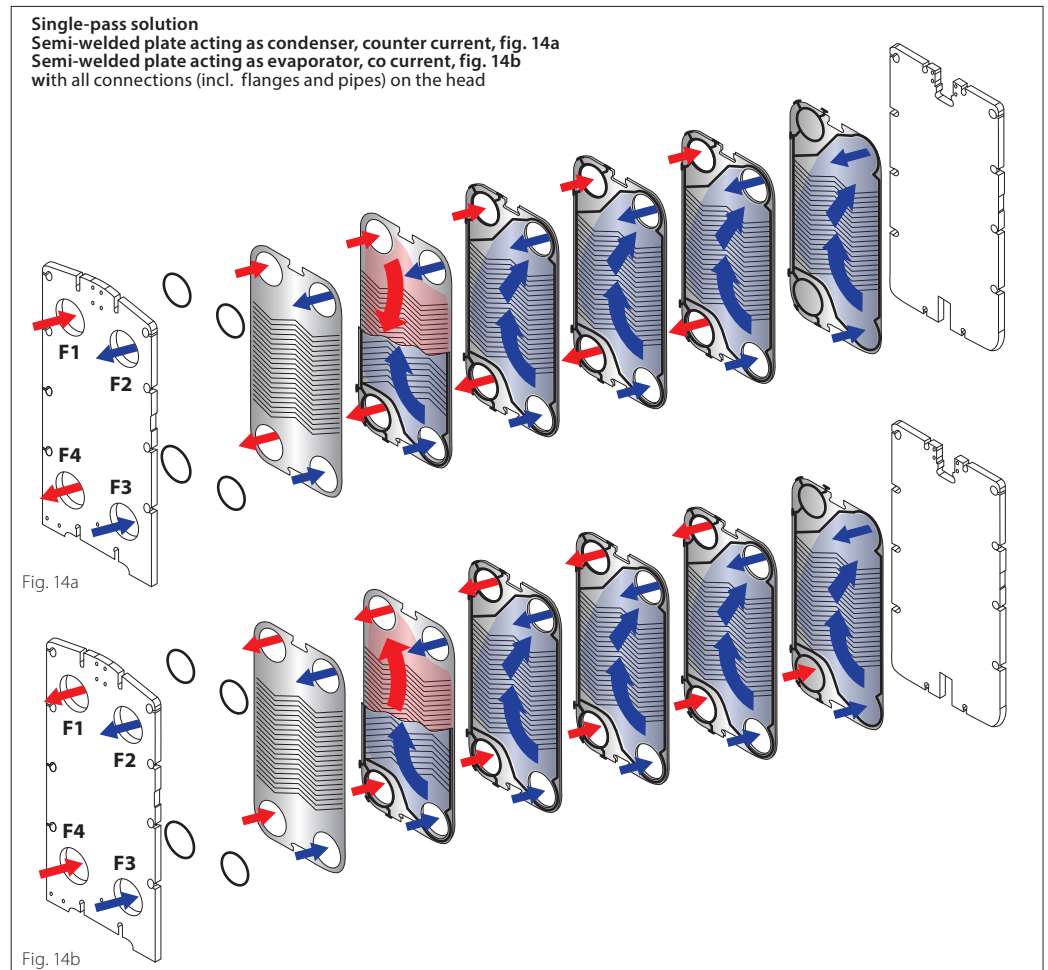 Single-pass solution
Semi-welded plate acting as condenser, counter current, fig. 14a
Semi-welded plate acting as evaporator, co current, fig. 14b
with all connections (incl. flanges and pipes) on the head
F1
F2
F4
F3
Fig. 14a
F1
F2
F4
F3
Fig. 14b